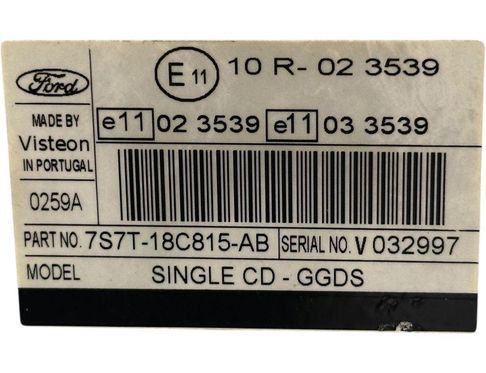 Ford
E 11 10 R- 02 3539
MADE BY
Visteon
IN PORTUGAL
e11 02 3539 e11 03 3539
0259A
PART NO. 7S7T-18C815-AB SERIAL NO. V 032997
MODEL SINGLE CD - GGDS